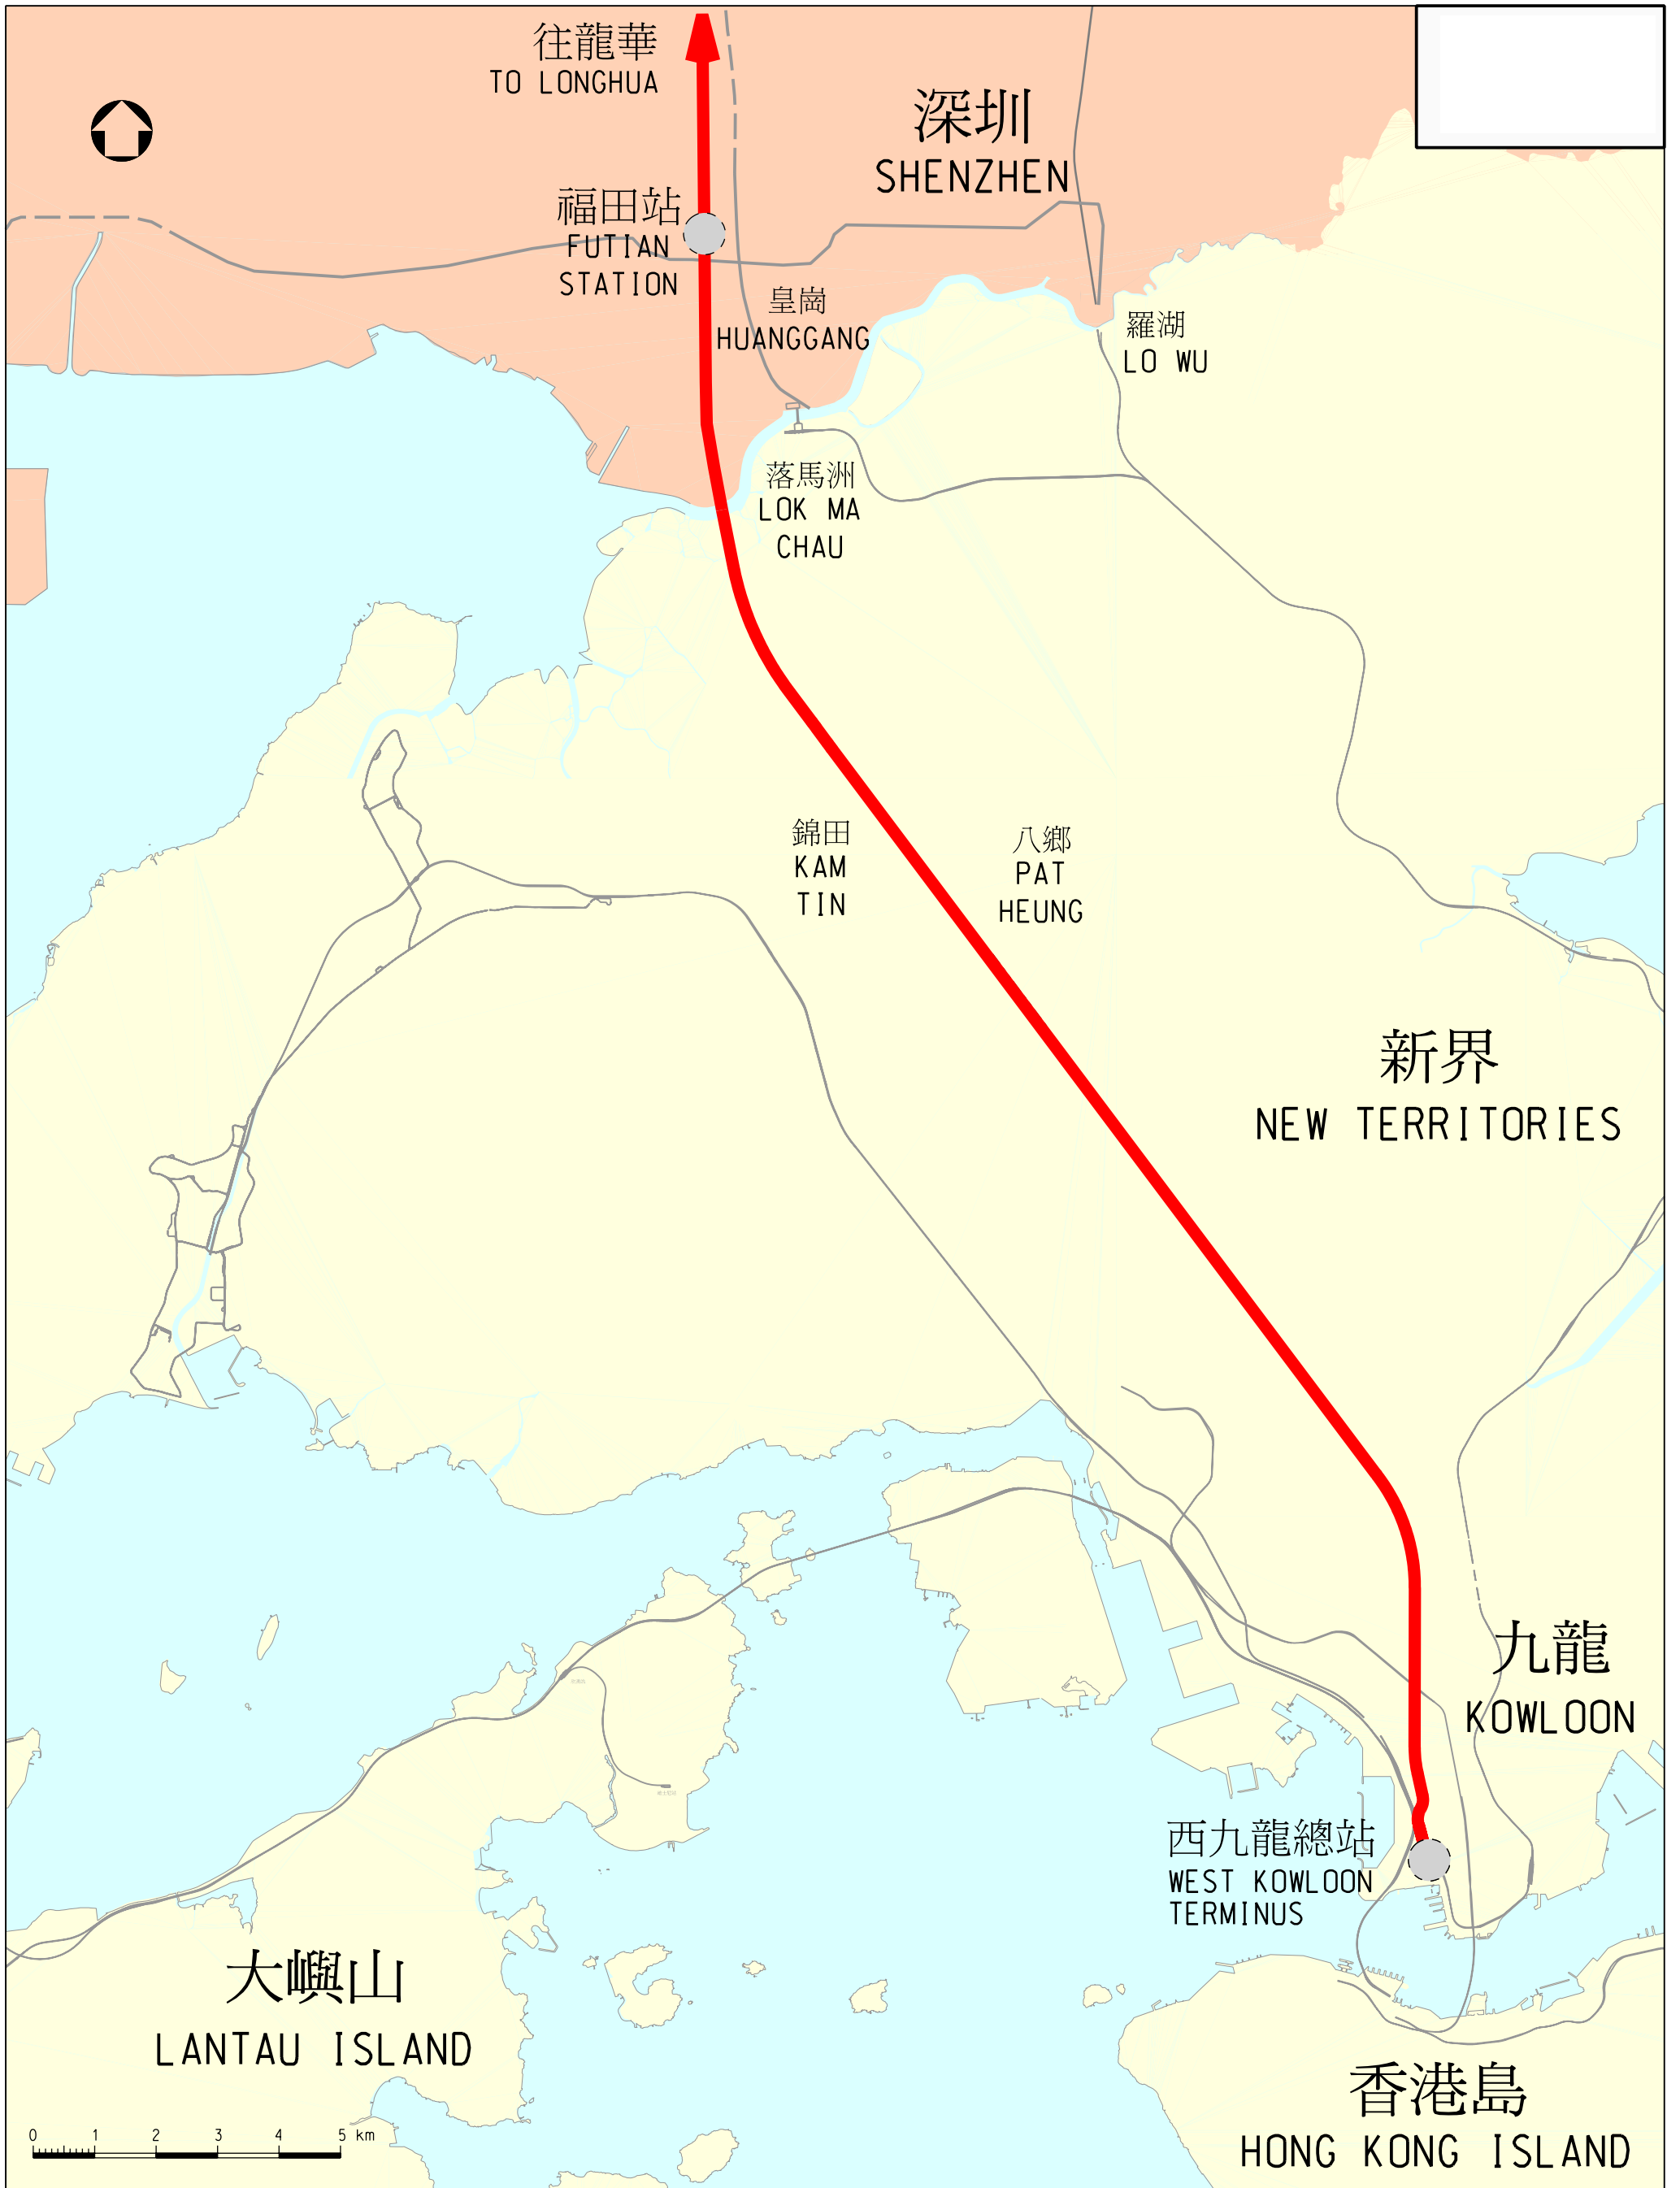 往龍華
TO LONGHUA
深圳
SHENZHEN
福田站
FUTIAN
STATION
皇崗
HUANGGANG
羅湖
LO WU
落馬洲
LOK MA
CHAU
錦田
KAM
TIN
八鄉
PAT
HEUNG
新界
NEW TERRITORIES
九龍
KOWLOON
西九龍總站
WEST KOWLOON
TERMINUS
大嶼山
LANTAU ISLAND
香港島
HONG KONG ISLAND
0 1 2 3 4 5 km